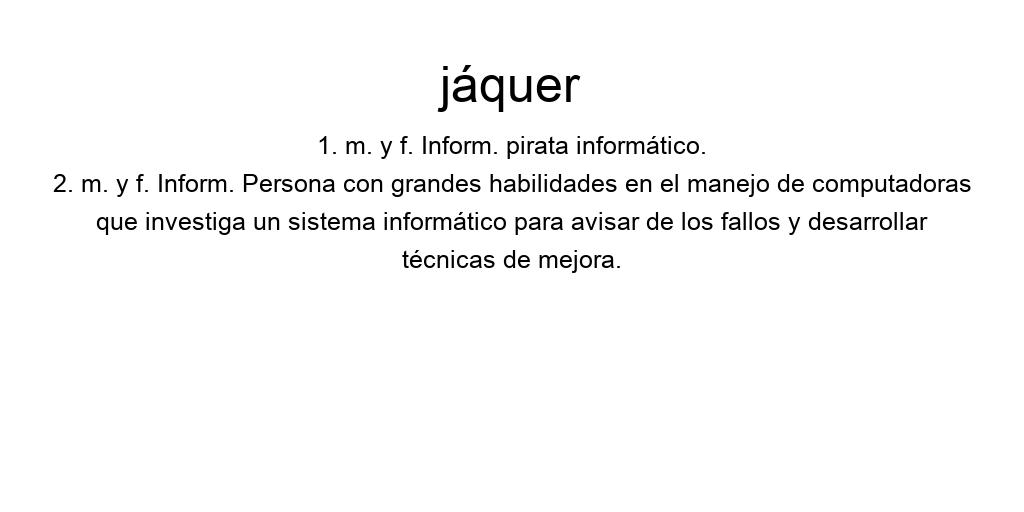 jáquer
1. m. y f. Inform. pirata informático.
2. m. y f. Inform. Persona con grandes habilidades en el manejo de computadoras
que investiga un sistema informático para avisar de los fallos y desarrollar
técnicas de mejora.